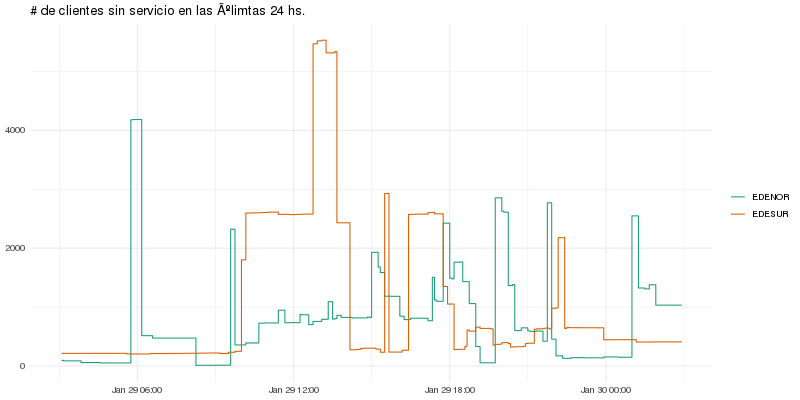 # de clientes sin servicio en las Ãºlimtas 24 hs.
4000
2000
0
Jan 29 06:00
Jan 29 12:00
Jan 29 18:00
Jan 30 00:00
EDENOR
EDESUR